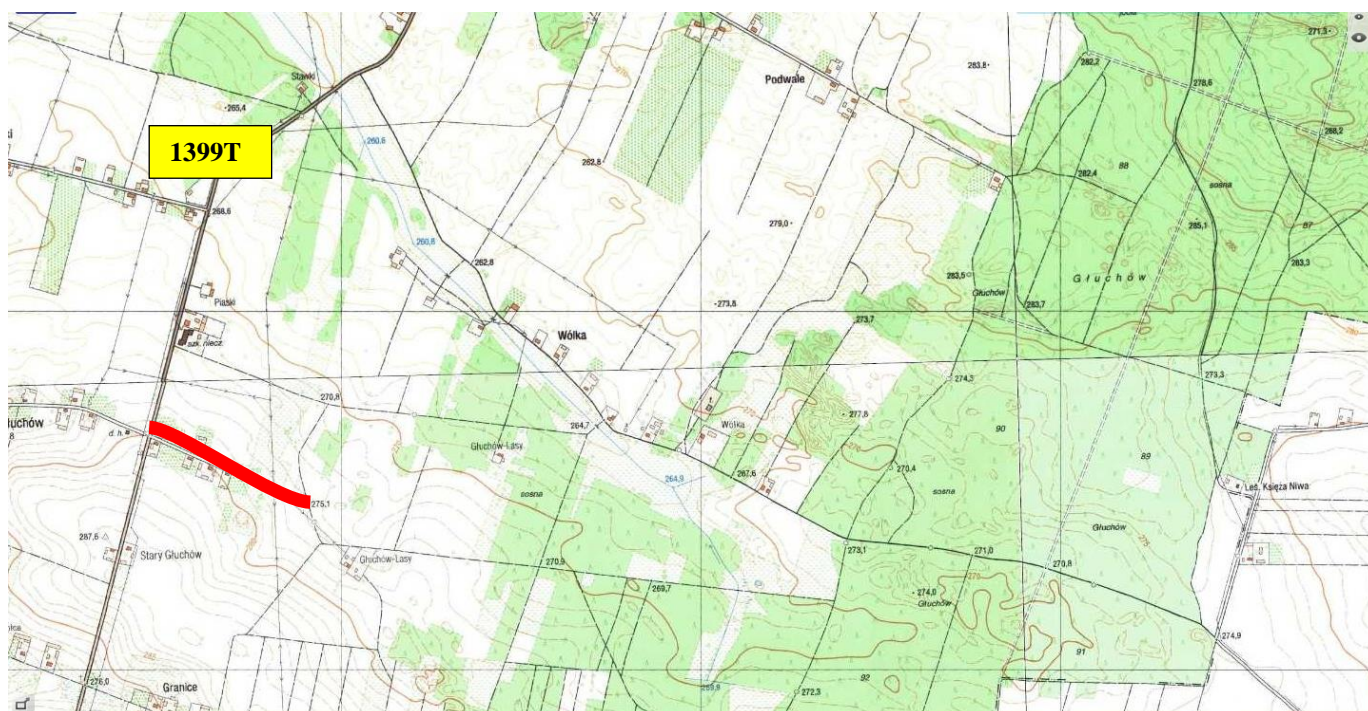 271,3
282,2
Stawki
Podwale
283,8
278,6
265,4
268,2
260,6
1399T
262,8
88
282,4
sosna
268,6
279,0
285,1
87
260,8
262,8
283,3
283,5
Głuchów
Głuchów
Piaski
273,8
283,7
273,7
Wólka
szk. niecz.
274,3
273,3
270,8
277,8
d. h.
264,7
Wólka
90
Głuchów-Lasy
89
270,4
267,6
264,9
Leś. Księża Niwa
sosna
sosna
275,1
Głuchów
287,6
Stary Głuchów
273,1
271,0
275
Głuchów-Lasy
270,9
270,8
269,7
274,0
Głuchów
274,9
91
92
276,0
Granice
272,3